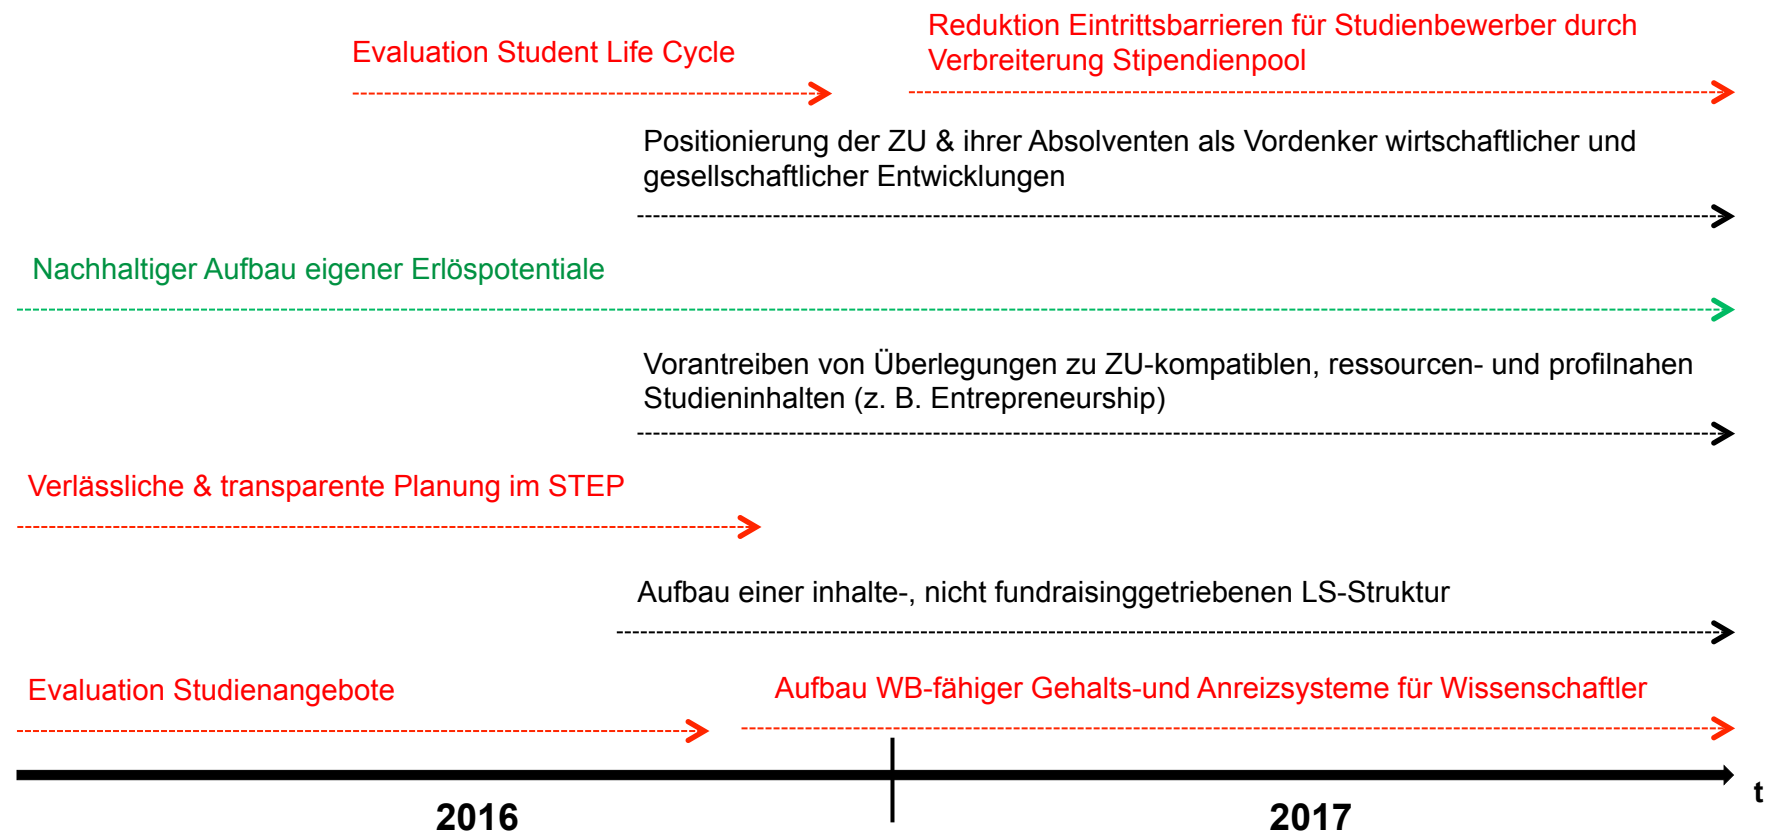 Evaluation Student Life Cycle
Reduktion Eintrittsbarrieren für Studienbewerber durch
Verbreiterung Stipendienpool
Positionierung der ZU & ihrer Absolventen als Vordenker wirtschaftlicher und
gesellschaftlicher Entwicklungen
Nachhaltiger Aufbau eigener Erlöspotentiale
Vorantreiben von Überlegungen zu ZU-kompatiblen, ressourcen- und profilnahen
Studieninhalten (z. B. Entrepreneurship)
Verlässliche & transparente Planung im STEP
Aufbau einer inhalte-, nicht fundraisinggetriebenen LS-Struktur
Evaluation Studienangebote
Aufbau WB-fähiger Gehalts-und Anreizsysteme für Wissenschaftler
t
2016
2017